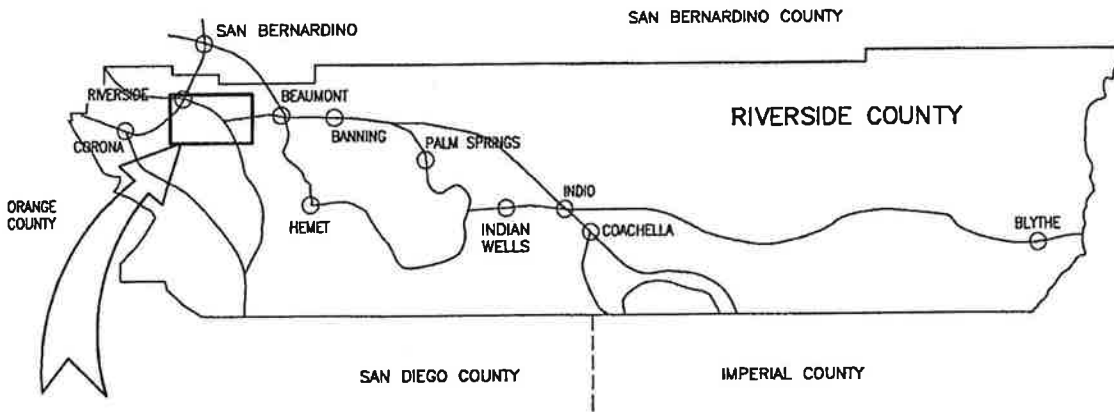 SAN BERNARDINO COUNTY
SAN BERNARDINO
RIVERSIDE
BEAUMONT
RIVERSIDE COUNTY
CORONA
BANNING
PALM SPRINGS
ORANGE
COUNTY
HEMET
INDIAN
WELLS
INDIO
COACHELLA
BLYTHE
SAN DIEGO COUNTY
IMPERIAL COUNTY